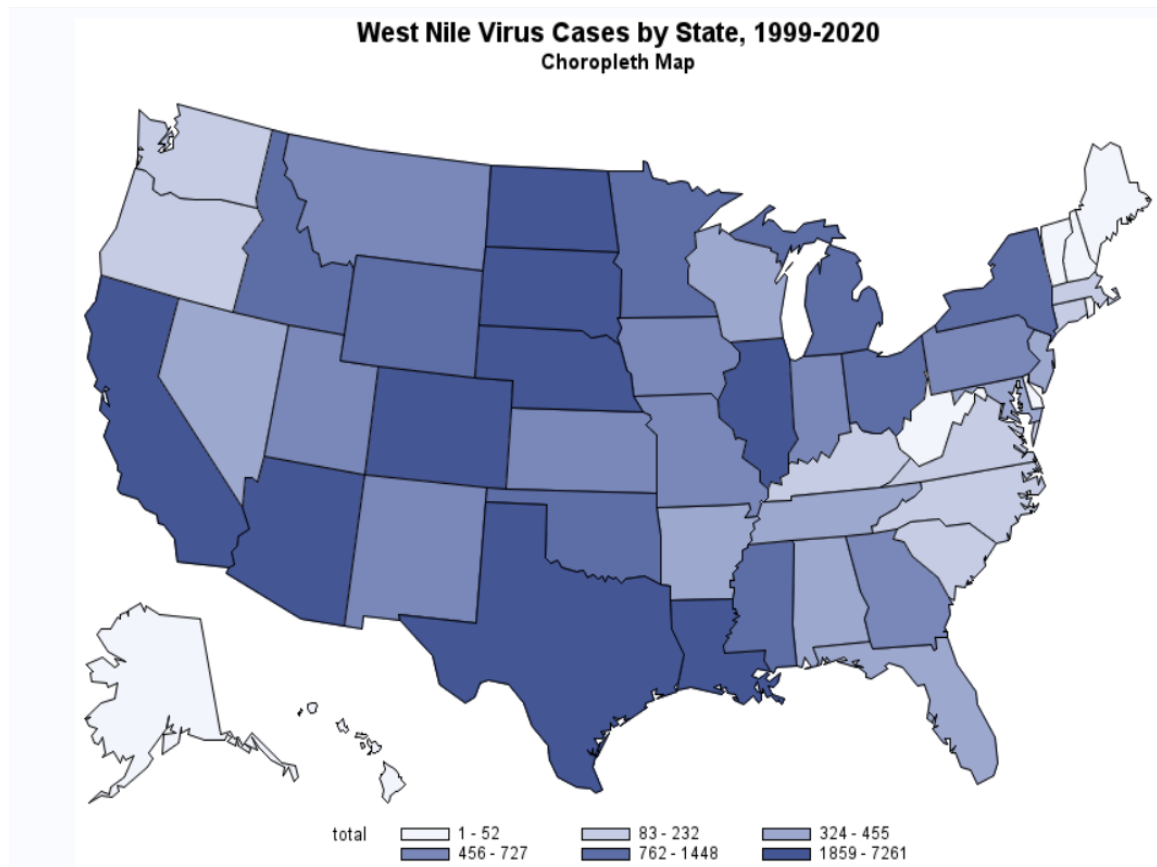 West Nile Virus Cases by State, 1999-2020
Choropleth Map
total 1 - 52 83 - 232 324 - 455
456 - 727 762 - 1448 1859 - 7261